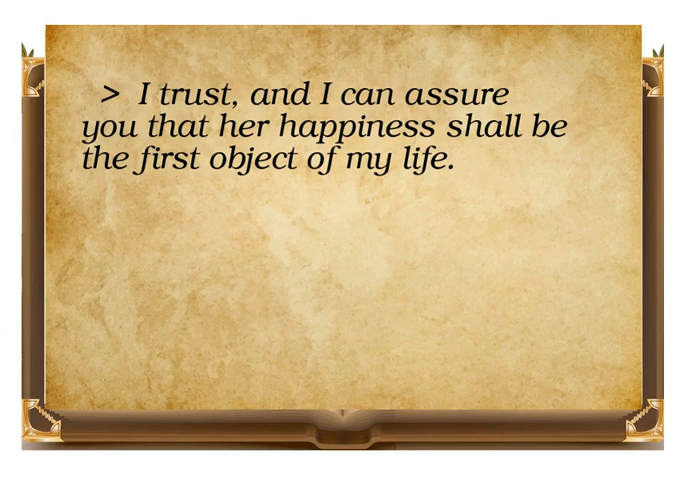 > I trust, and I can assure
you that her happiness shall be
the first object of my life.